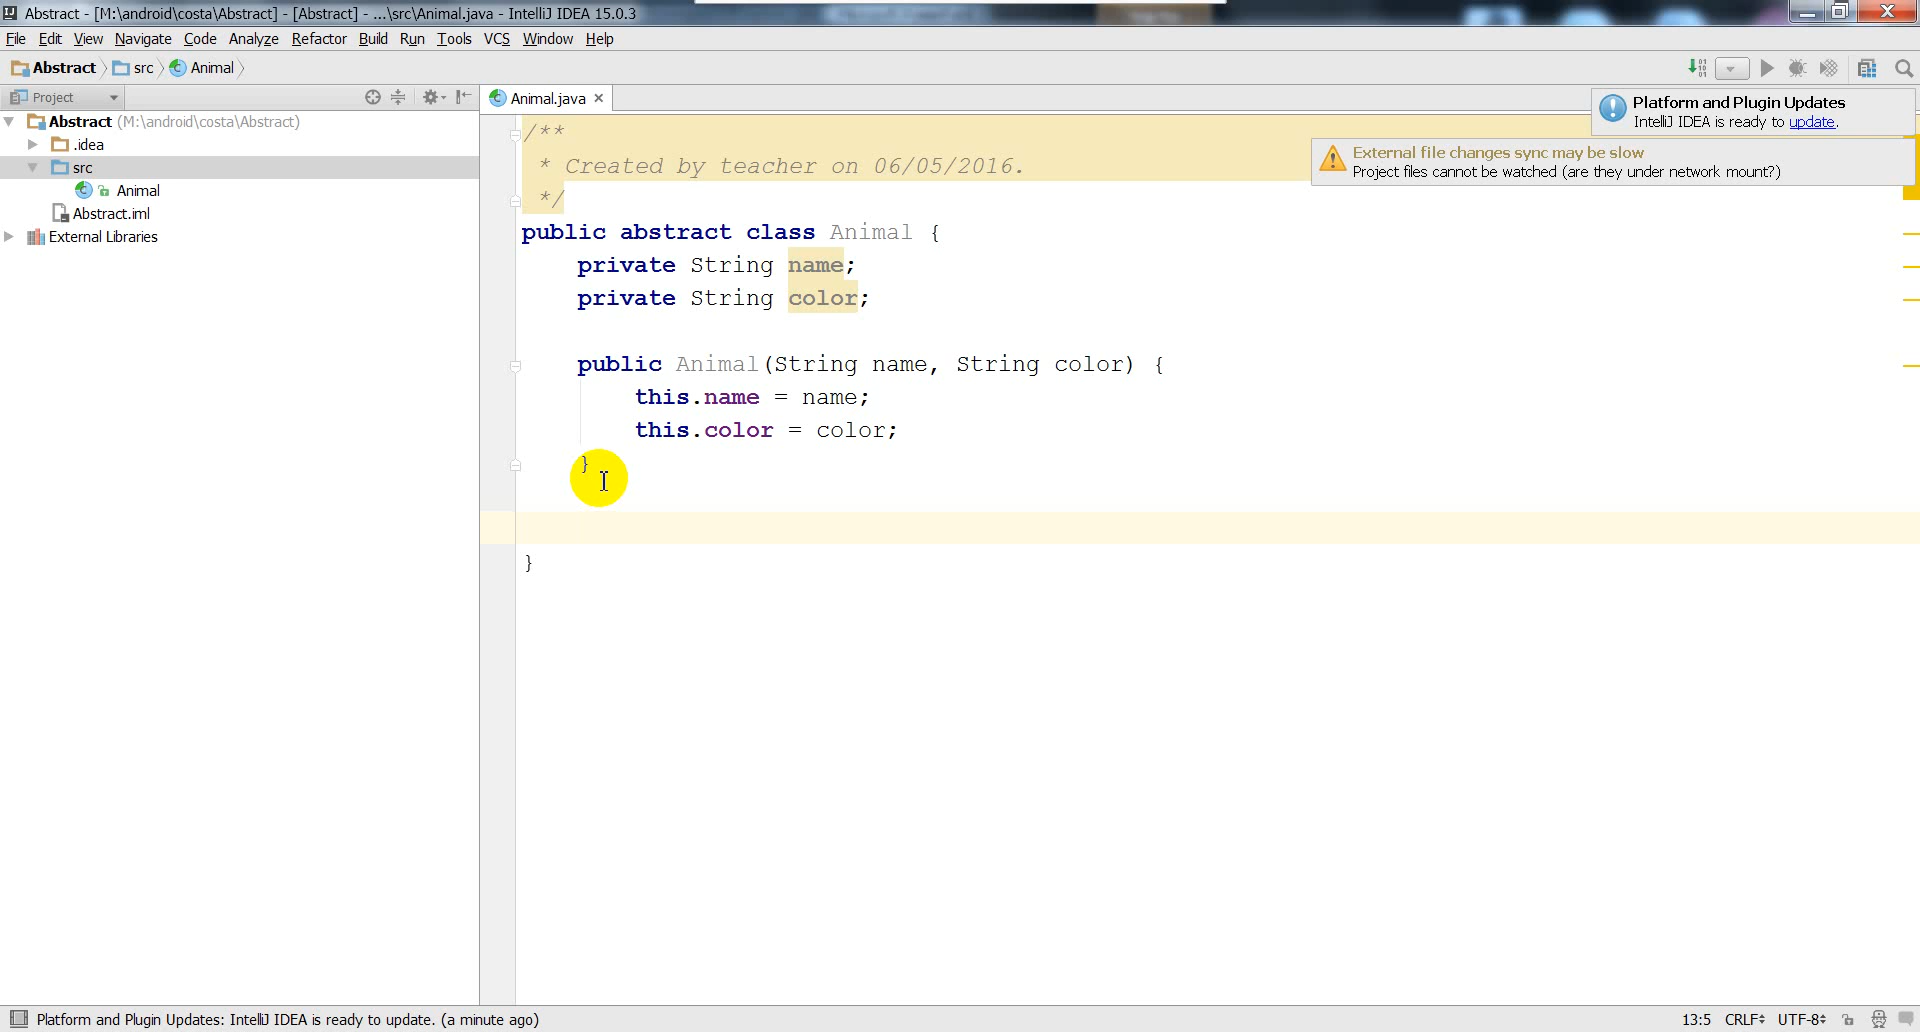 Abstract - [M:\android\costa\Abstract] - [Abstract] - ...\src\Animal.java - IntelliJ IDEA 15.0.3
File Edit View Navigate Code Analyze Refactor Build Run Tools VCS Window Help
Abstract src Animal
Project
Animal.java
Platform and Plugin Updates
IntelliJ IDEA is ready to update.
External file changes sync may be slow
Project files cannot be watched (are they under network mount?)
Abstract (M:\android\costa\Abstract)
.idea
src
Animal
Abstract.iml
External Libraries
/**
 * Created by teacher on 06/05/2016.
 */
public abstract class Animal {
    private String name;
    private String color;
    public Animal(String name, String color) {
        this.name = name;
        this.color = color;
    }
}
Platform and Plugin Updates: IntelliJ IDEA is ready to update. (a minute ago)
13:5 CRLF UTF-8